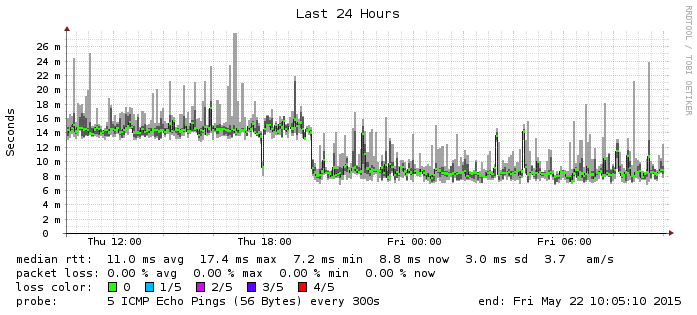 Last 24 Hours
RRDTOOL / TOBI OETIKER
Seconds
26 m
24 m
22 m
20 m
18 m
16 m
14 m
12 m
10 m
8 m
6 m
4 m
2 m
0
Thu 12:00 Thu 18:00 Fri 00:00 Fri 06:00
median rtt: 11.0 ms avg 17.4 ms max 7.2 ms min 8.8 ms now 3.0 ms sd 3.7 am/s
packet loss: 0.00 % avg 0.00 % max 0.00 % min 0.00 % now
loss color: 0 1/5 2/5 3/5 4/5
probe: 5 ICMP Echo Pings (56 Bytes) every 300s end: Fri May 22 10:05:10 2015